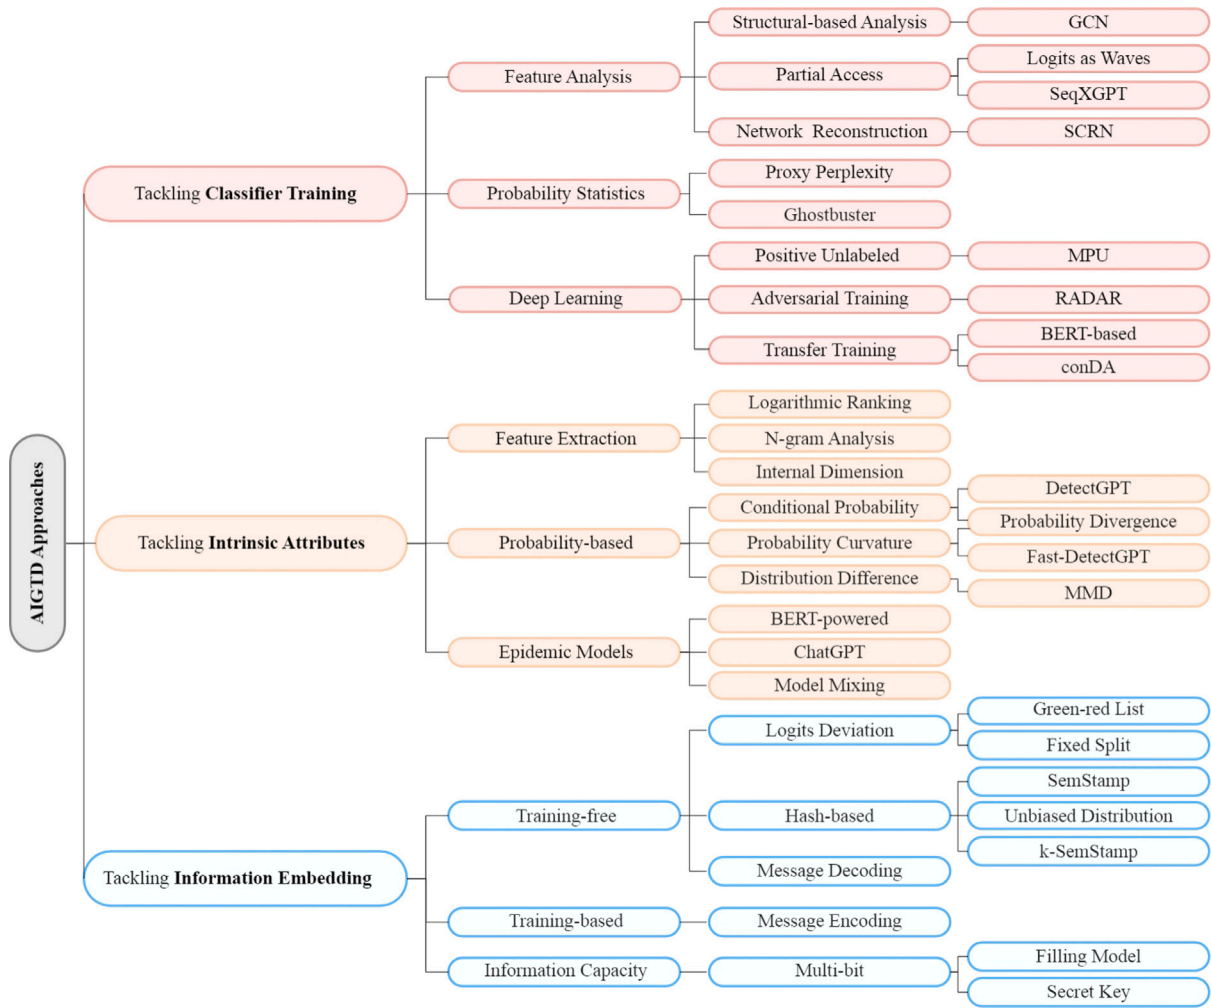 AIGTD Approaches
Tackling Classifier Training
Feature Analysis
Structural-based Analysis
GCN
Partial Access
Logits as Waves
SeqXGPT
Network Reconstruction
SCRN
Probability Statistics
Proxy Perplexity
Ghostbuster
Deep Learning
Positive Unlabeled
MPU
Adversarial Training
RADAR
Transfer Training
BERT-based
conDA
Tackling Intrinsic Attributes
Feature Extraction
Logarithmic Ranking
N-gram Analysis
Internal Dimension
Probability-based
Conditional Probability
DetectGPT
Probability Divergence
Probability Curvature
Fast-DetectGPT
Distribution Difference
MMD
Epidemic Models
BERT-powered
ChatGPT
Model Mixing
Tackling Information Embedding
Training-free
Logits Deviation
Green-red List
Fixed Split
Hash-based
SemStamp
Unbiased Distribution
k-SemStamp
Message Decoding
Training-based
Message Encoding
Information Capacity
Multi-bit
Filling Model
Secret Key